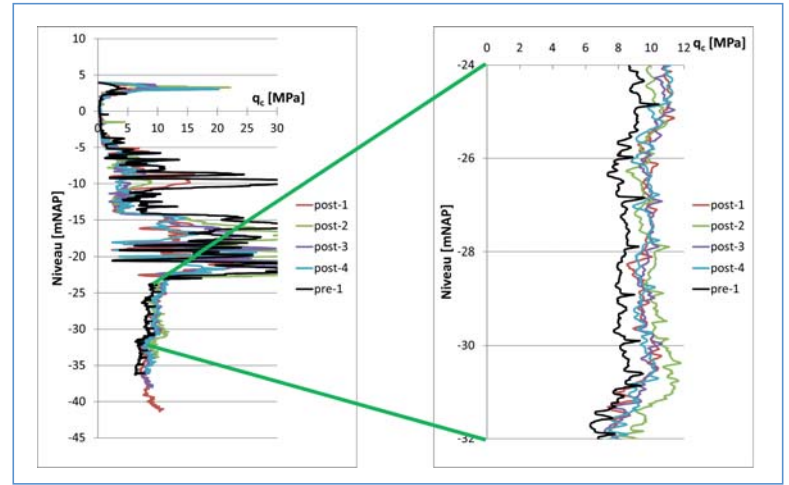 10
5
q_c [MPa]
0
0 5 10 15 20 25 30
-5
-10
-15
-20
-25
-30
-35
-40
-45
Niveau [mNAP]
post-1
post-2
post-3
post-4
pre-1
q_c [MPa]
0 2 4 6 8 10 12
-24
-26
-28
-30
-32
Niveau [mNAP]
post-1
post-2
post-3
post-4
pre-1